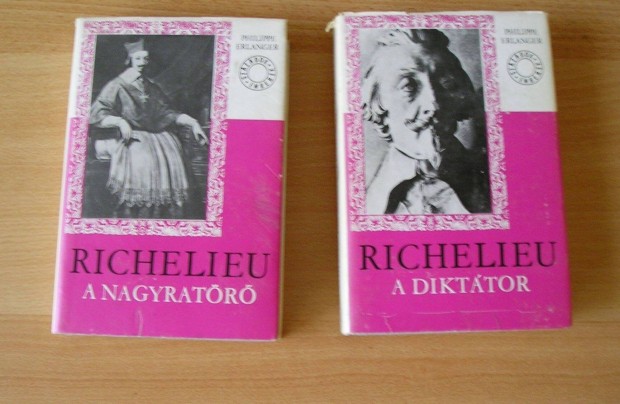 PHILIPPE
ERLANGER
RICHELIEU
A NAGYRATÖRŐ
PHILIPPE
ERLANGER
RICHELIEU
A DIKTÁTOR